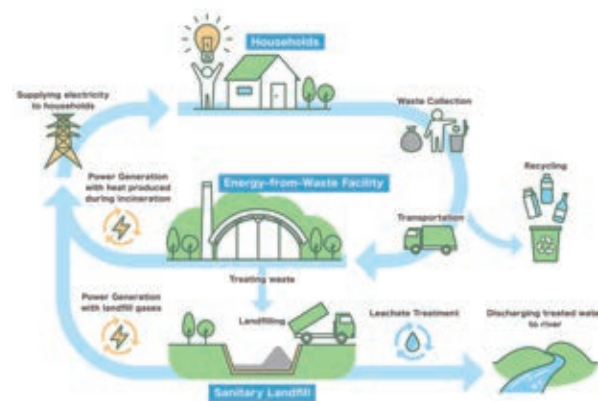 Households
Supplying electricity
to households
Waste Collection
Recycling
Power Generation
with heat produced
during incineration
Energy-from-Waste Facility
Transportation
Treating waste
Power Generation
with landfill gases
Landfilling
Leachate Treatment
Discharging treated water
to river
Sanitary Landfill